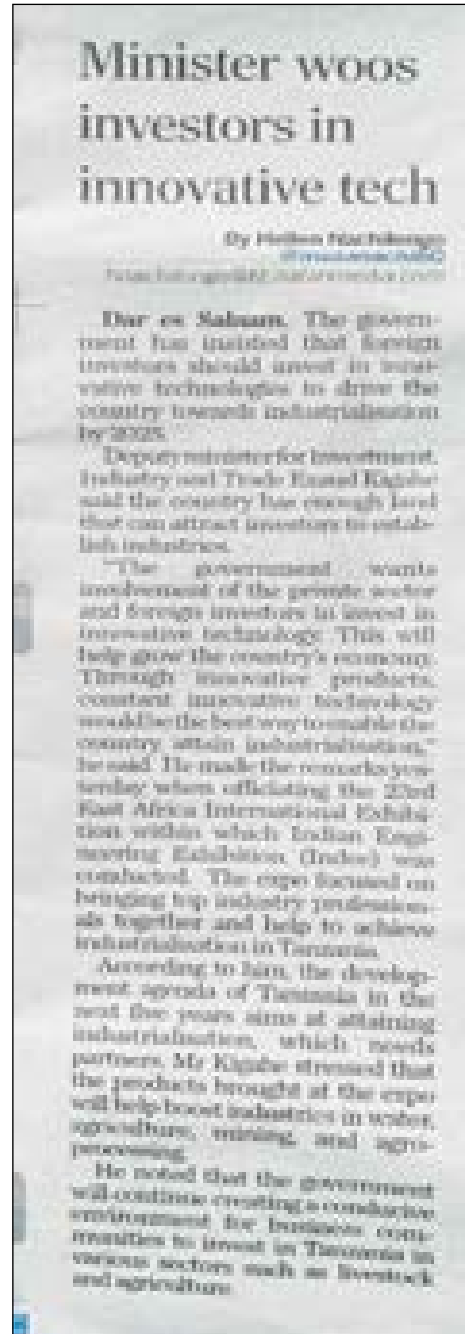 Minister woos
investors in
innovative tech
By Hellen Nachilongo
Dar es Salaam. The govern-
ment has insisted that foreign
investors should invest in inno-
vative technologies to drive the
country towards industrialisation
by 2025.
Deputy minister for Investment,
Industry and Trade Exaud Kigahe
said the country has enough land
that can attract investors to estab-
lish industries.
"The government wants
involvement of the private sector
and foreign investors to invest in
innovative technology. This will
help grow the country's economy.
Through innovative products,
constant innovative technology
would be the best way to enable the
country attain industrialisation,"
he said. He made the remarks yes-
terday when officiating the 23rd
East Africa International Exhibi-
tion within which Indian Engi-
neering Exhibition (Indee) was
conducted. The expo focused on
bringing top industry profession-
als together and help to achieve
industrialisation in Tanzania.
According to him, the develop-
ment agenda of Tanzania in the
next five years aims at attaining
industrialisation, which needs
partners. Mr Kigahe stressed that
the products brought at the expo
will help boost industries in water,
agriculture, mining, and agro-
processing.
He noted that the government
will continue creating a conducive
environment for business com-
munities to invest in Tanzania in
various sectors such as livestock
and agriculture.